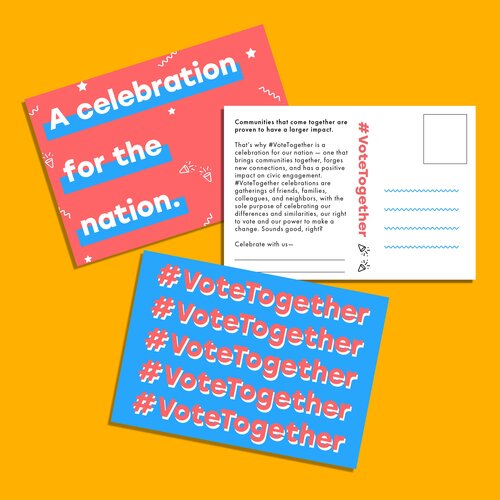 A celebration
for the
nation.
Communities that come together are
proven to have a larger impact.
That's why #VoteTogether is a
celebration for our nation — one that
brings communities together, forges
new connections, and has a positive
impact on civic engagement.
#VoteTogether celebrations are
gatherings of friends, families,
colleagues, and neighbors, with the
sole purpose of celebrating our
differences and similarities, our right
to vote and our power to make a
change. Sounds good, right?
Celebrate with us—
#VoteTogether
#VoteTogether
#VoteTogether
#VoteTogether
#VoteTogether
#VoteTogether